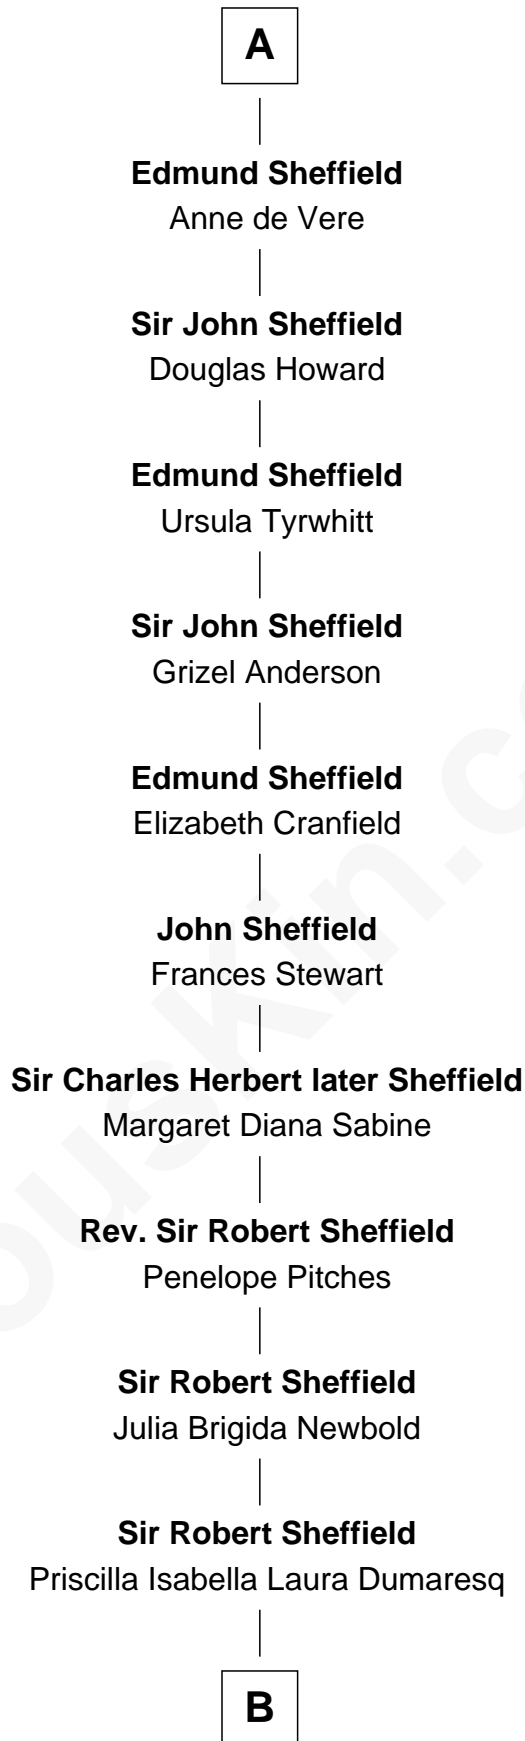 A
Edmund Sheffield
Anne de Vere
Sir John Sheffield
Douglas Howard
Edmund Sheffield
Ursula Tyrwhitt
Sir John Sheffield
Grizel Anderson
Edmund Sheffield
Elizabeth Cranfield
John Sheffield
Frances Stewart
Sir Charles Herbert later Sheffield
Margaret Diana Sabine
Rev. Sir Robert Sheffield
Penelope Pitches
Sir Robert Sheffield
Julia Brigida Newbold
Sir Robert Sheffield
Priscilla Isabella Laura Dumaresq
B